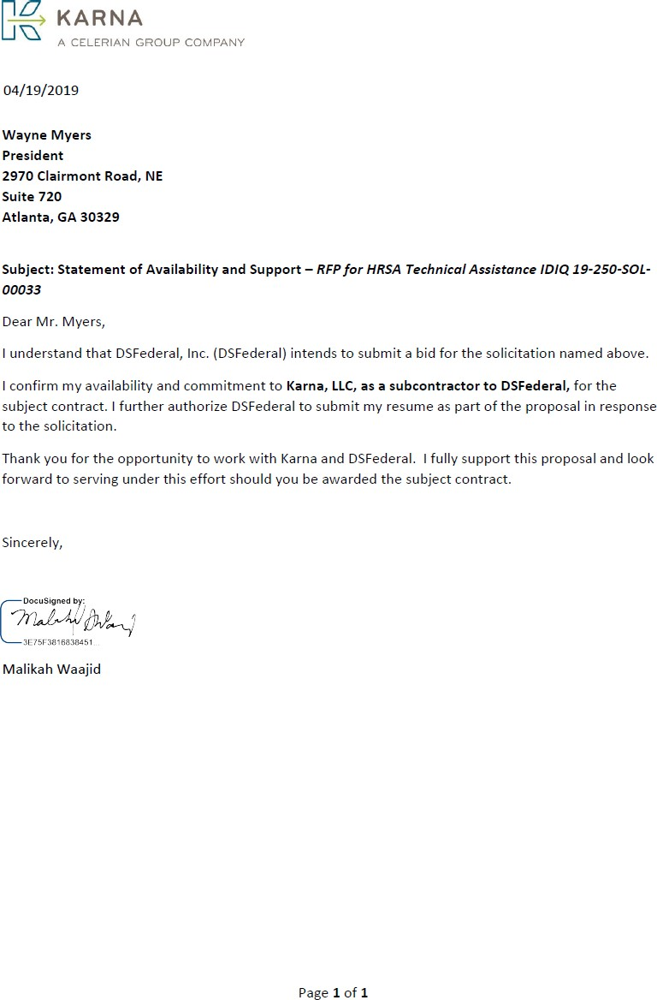 KARNA
A CELERIAN GROUP COMPANY
04/19/2019
Wayne Myers
President
2970 Clairmont Road, NE
Suite 720
Atlanta, GA 30329
Subject: Statement of Availability and Support – RFP for HRSA Technical Assistance IDIQ 19-250-SOL-
00033
Dear Mr. Myers,
I understand that DSFederal, Inc. (DSFederal) intends to submit a bid for the solicitation named above.
I confirm my availability and commitment to Karna, LLC, as a subcontractor to DSFederal, for the
subject contract. I further authorize DSFederal to submit my resume as part of the proposal in response
to the solicitation.
Thank you for the opportunity to work with Karna and DSFederal.  I fully support this proposal and look
forward to serving under this effort should you be awarded the subject contract.
Sincerely,
DocuSigned by:
3E75F3816838451...
Malikah Waajid
Page 1 of 1